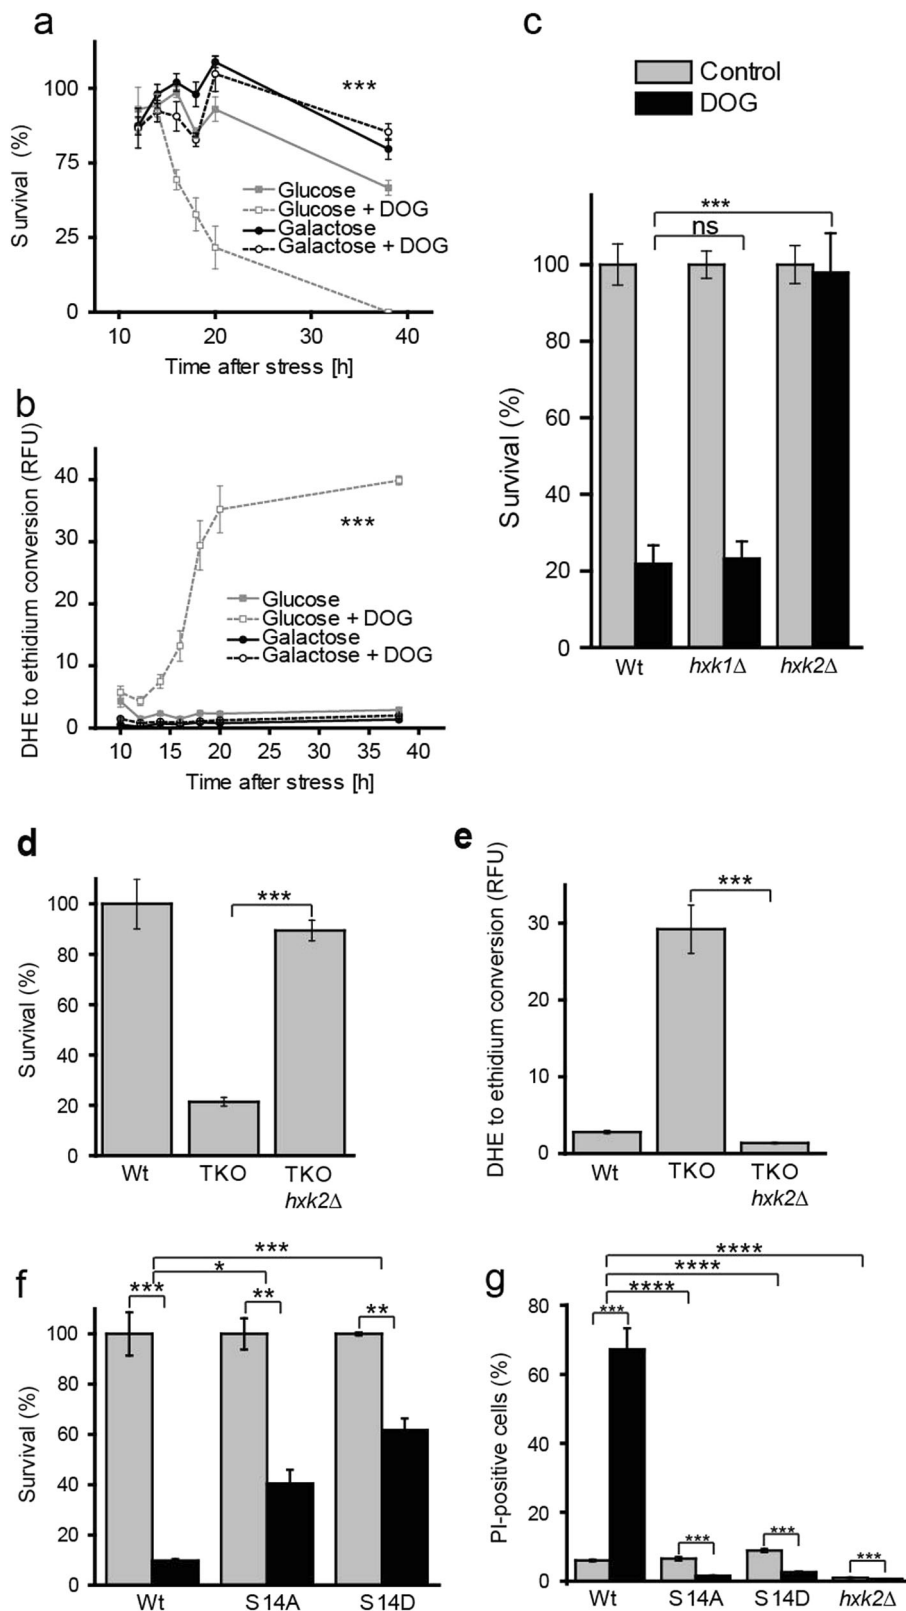 a
Survival (%)
100
75
25
0
***
Glucose
Glucose + DOG
Galactose
Galactose + DOG
10 20 30 40
Time after stress [h]
b
DHE to ethidium conversion (RFU)
40
30
20
10
0
***
Glucose
Glucose + DOG
Galactose
Galactose + DOG
10 15 20 25 30 35 40
Time after stress [h]
c
Control
DOG
Survival (%)
100
80
60
40
20
0
***
ns
Wt hxk1Δ hxk2Δ
d
Survival (%)
100
80
60
40
20
0
***
Wt TKO TKO
hxk2Δ
e
DHE to ethidium conversion (RFU)
30
20
10
0
***
Wt TKO TKO
hxk2Δ
f
Survival (%)
100
80
60
40
20
0
***
*
*** ** **
Wt S14A S14D
g
PI-positive cells (%)
80
60
40
20
0
****
****
****
***
*** *** ***
Wt S14A S14D hxk2Δ